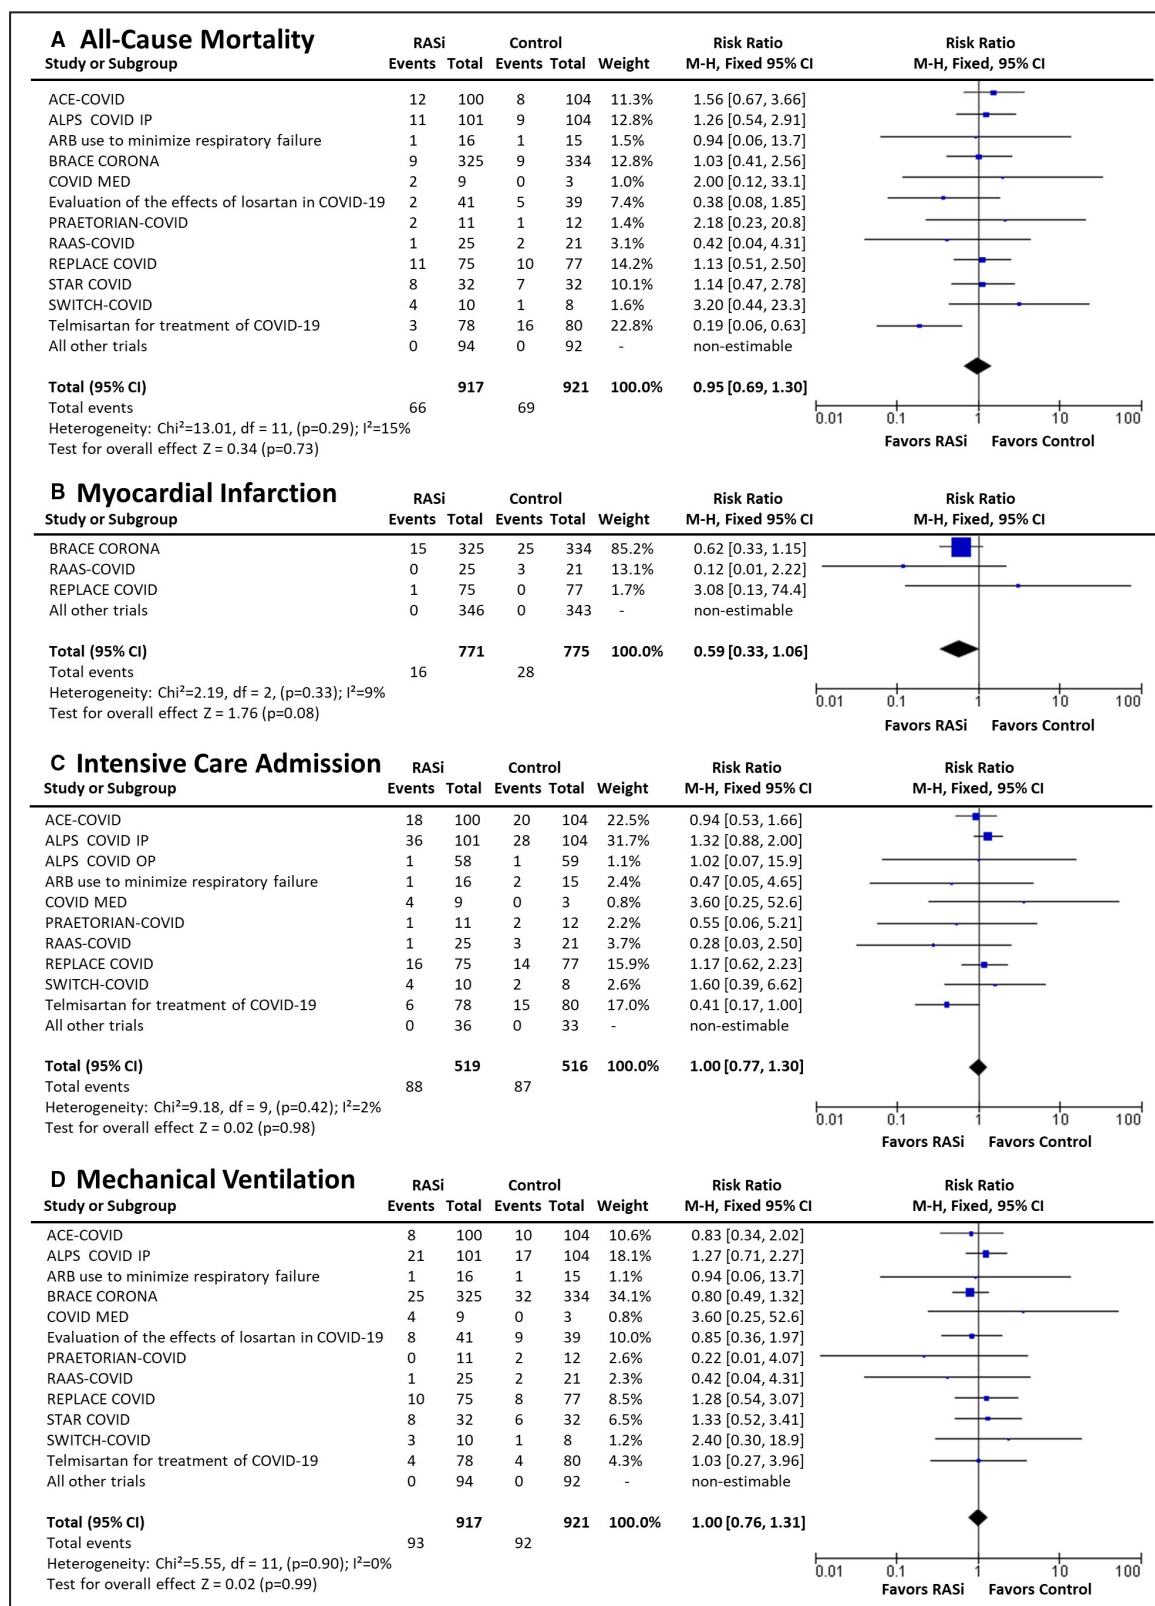 A All-Cause Mortality
RASi Control Risk Ratio Risk Ratio
Study or Subgroup Events Total Events Total Weight M-H, Fixed 95% CI M-H, Fixed, 95% CI
ACE-COVID 12 100 8 104 11.3% 1.56 [0.67, 3.66]
ALPS COVID IP 11 101 9 104 12.8% 1.26 [0.54, 2.91]
ARB use to minimize respiratory failure 1 16 1 15 1.5% 0.94 [0.06, 13.7]
BRACE CORONA 9 325 9 334 12.8% 1.03 [0.41, 2.56]
COVID MED 2 9 0 3 1.0% 2.00 [0.12, 33.1]
Evaluation of the effects of losartan in COVID-19 2 41 5 39 7.4% 0.38 [0.08, 1.85]
PRAETORIAN-COVID 2 11 1 12 1.4% 2.18 [0.23, 20.8]
RAAS-COVID 1 25 2 21 3.1% 0.42 [0.04, 4.31]
REPLACE COVID 11 75 10 77 14.2% 1.13 [0.51, 2.50]
STAR COVID 8 32 7 32 10.1% 1.14 [0.47, 2.78]
SWITCH-COVID 4 10 1 8 1.6% 3.20 [0.44, 23.3]
Telmisartan for treatment of COVID-19 3 78 16 80 22.8% 0.19 [0.06, 0.63]
All other trials 0 94 0 92 - non-estimable
Total (95% CI) 917 921 100.0% 0.95 [0.69, 1.30]
Total events 66 69
Heterogeneity: Chi²=13.01, df = 11, (p=0.29); I²=15%
Test for overall effect Z = 0.34 (p=0.73)
0.01 0.1 1 10 100
Favors RASi Favors Control
B Myocardial Infarction
RASi Control Risk Ratio Risk Ratio
Study or Subgroup Events Total Events Total Weight M-H, Fixed 95% CI M-H, Fixed, 95% CI
BRACE CORONA 15 325 25 334 85.2% 0.62 [0.33, 1.15]
RAAS-COVID 0 25 3 21 13.1% 0.12 [0.01, 2.22]
REPLACE COVID 1 75 0 77 1.7% 3.08 [0.13, 74.4]
All other trials 0 346 0 343 - non-estimable
Total (95% CI) 771 775 100.0% 0.59 [0.33, 1.06]
Total events 16 28
Heterogeneity: Chi²=2.19, df = 2, (p=0.33); I²=9%
Test for overall effect Z = 1.76 (p=0.08)
0.01 0.1 1 10 100
Favors RASi Favors Control
C Intensive Care Admission
RASi Control Risk Ratio Risk Ratio
Study or Subgroup Events Total Events Total Weight M-H, Fixed 95% CI M-H, Fixed, 95% CI
ACE-COVID 18 100 20 104 22.5% 0.94 [0.53, 1.66]
ALPS COVID IP 36 101 28 104 31.7% 1.32 [0.88, 2.00]
ALPS COVID OP 1 58 1 59 1.1% 1.02 [0.07, 15.9]
ARB use to minimize respiratory failure 1 16 2 15 2.4% 0.47 [0.05, 4.65]
COVID MED 4 9 0 3 0.8% 3.60 [0.25, 52.6]
PRAETORIAN-COVID 1 11 2 12 2.2% 0.55 [0.06, 5.21]
RAAS-COVID 1 25 3 21 3.7% 0.28 [0.03, 2.50]
REPLACE COVID 16 75 14 77 15.9% 1.17 [0.62, 2.23]
SWITCH-COVID 4 10 2 8 2.6% 1.60 [0.39, 6.62]
Telmisartan for treatment of COVID-19 6 78 15 80 17.0% 0.41 [0.17, 1.00]
All other trials 0 36 0 33 - non-estimable
Total (95% CI) 519 516 100.0% 1.00 [0.77, 1.30]
Total events 88 87
Heterogeneity: Chi²=9.18, df = 9, (p=0.42); I²=2%
Test for overall effect Z = 0.02 (p=0.98)
0.01 0.1 1 10 100
Favors RASi Favors Control
D Mechanical Ventilation
RASi Control Risk Ratio Risk Ratio
Study or Subgroup Events Total Events Total Weight M-H, Fixed 95% CI M-H, Fixed, 95% CI
ACE-COVID 8 100 10 104 10.6% 0.83 [0.34, 2.02]
ALPS COVID IP 21 101 17 104 18.1% 1.27 [0.71, 2.27]
ARB use to minimize respiratory failure 1 16 1 15 1.1% 0.94 [0.06, 13.7]
BRACE CORONA 25 325 32 334 34.1% 0.80 [0.49, 1.32]
COVID MED 4 9 0 3 0.8% 3.60 [0.25, 52.6]
Evaluation of the effects of losartan in COVID-19 8 41 9 39 10.0% 0.85 [0.36, 1.97]
PRAETORIAN-COVID 0 11 2 12 2.6% 0.22 [0.01, 4.07]
RAAS-COVID 1 25 2 21 2.3% 0.42 [0.04, 4.31]
REPLACE COVID 10 75 8 77 8.5% 1.28 [0.54, 3.07]
STAR COVID 8 32 6 32 6.5% 1.33 [0.52, 3.41]
SWITCH-COVID 3 10 1 8 1.2% 2.40 [0.30, 18.9]
Telmisartan for treatment of COVID-19 4 78 4 80 4.3% 1.03 [0.27, 3.96]
All other trials 0 94 0 92 - non-estimable
Total (95% CI) 917 921 100.0% 1.00 [0.76, 1.31]
Total events 93 92
Heterogeneity: Chi²=5.55, df = 11, (p=0.90); I²=0%
Test for overall effect Z = 0.02 (p=0.99)
0.01 0.1 1 10 100
Favors RASi Favors Control